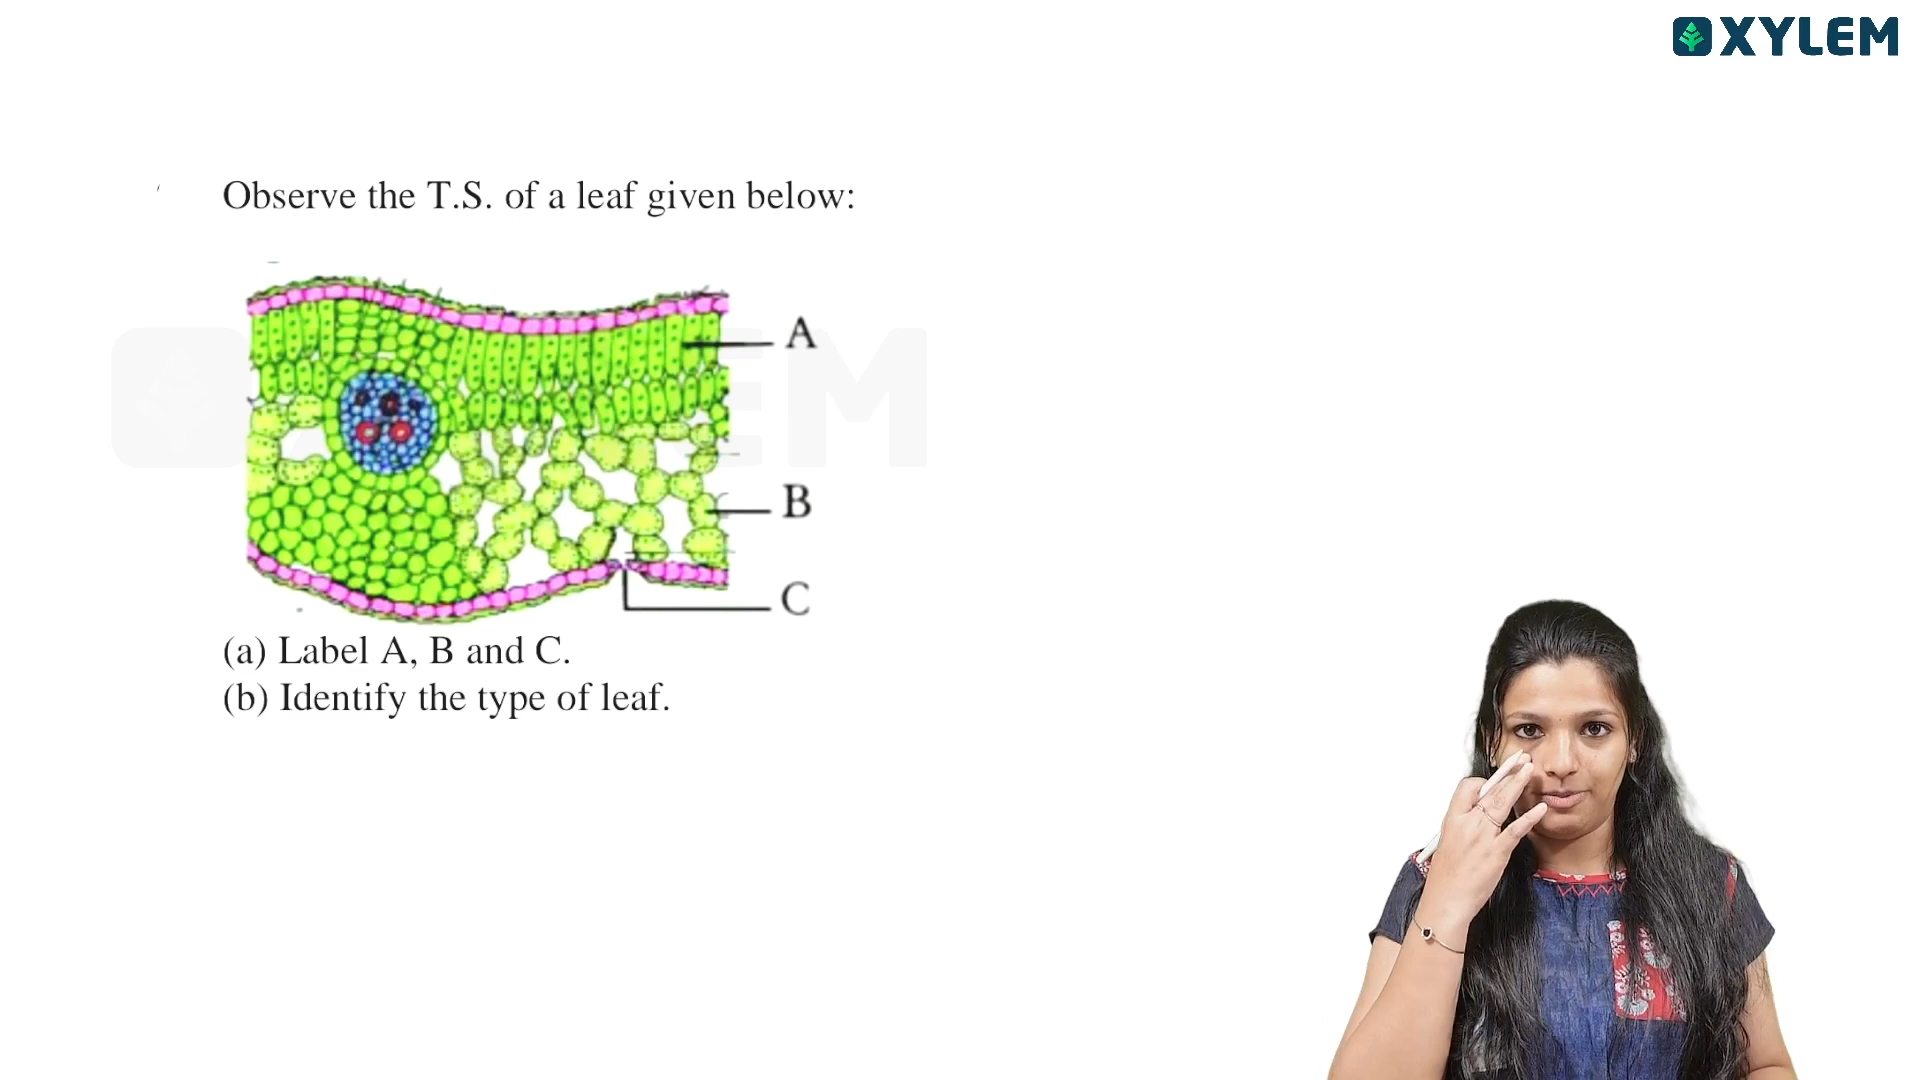 XYLEM
Observe the T.S. of a leaf given below:
A
B
C
(a) Label A, B and C.
(b) Identify the type of leaf.